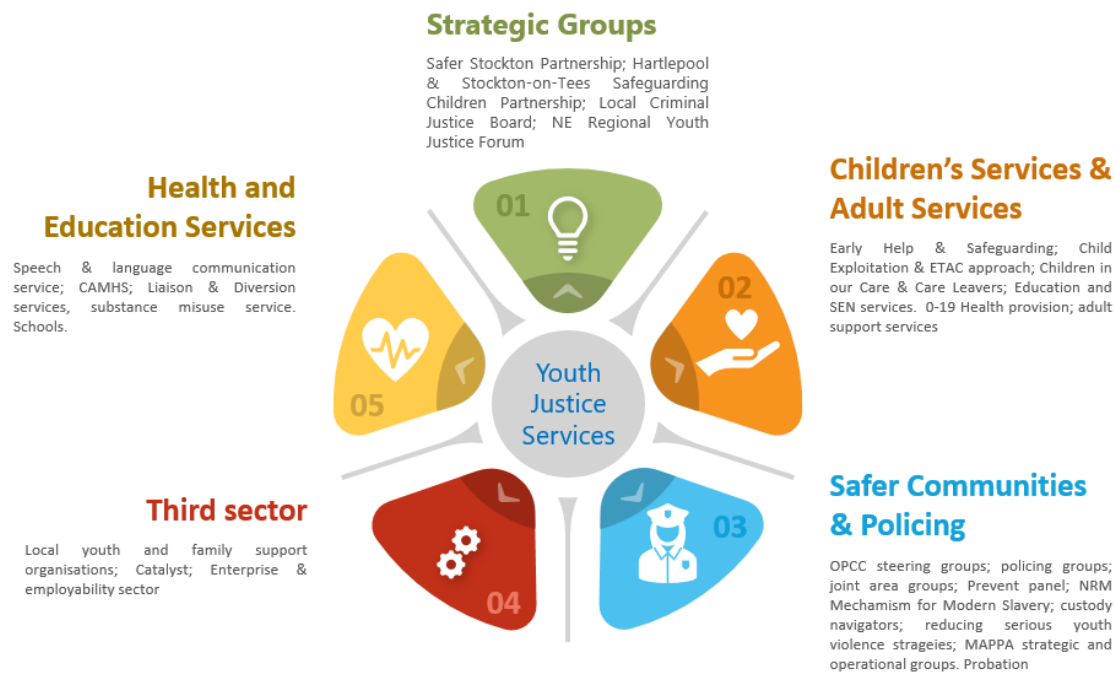 Strategic Groups
Safer Stockton Partnership; Hartlepool
& Stockton-on-Tees Safeguarding
Children Partnership; Local Criminal
Justice Board; NE Regional Youth
Justice Forum
01
Children's Services &
Adult Services
Early Help & Safeguarding; Child
Exploitation & ETAC approach; Children in
our Care & Care Leavers; Education and
SEN services. 0-19 Health provision; adult
support services
02
Safer Communities
& Policing
OPCC steering groups; policing groups;
joint area groups; Prevent panel; NRM
Mechamism for Modern Slavery; custody
navigators; reducing serious youth
violence strageies; MAPPA strategic and
operational groups. Probation
03
Third sector
Local youth and family support
organisations; Catalyst; Enterprise &
employability sector
04
Health and
Education Services
Speech & language communication
service; CAMHS; Liaison & Diversion
services, substance misuse service.
Schools.
05
Youth
Justice
Services